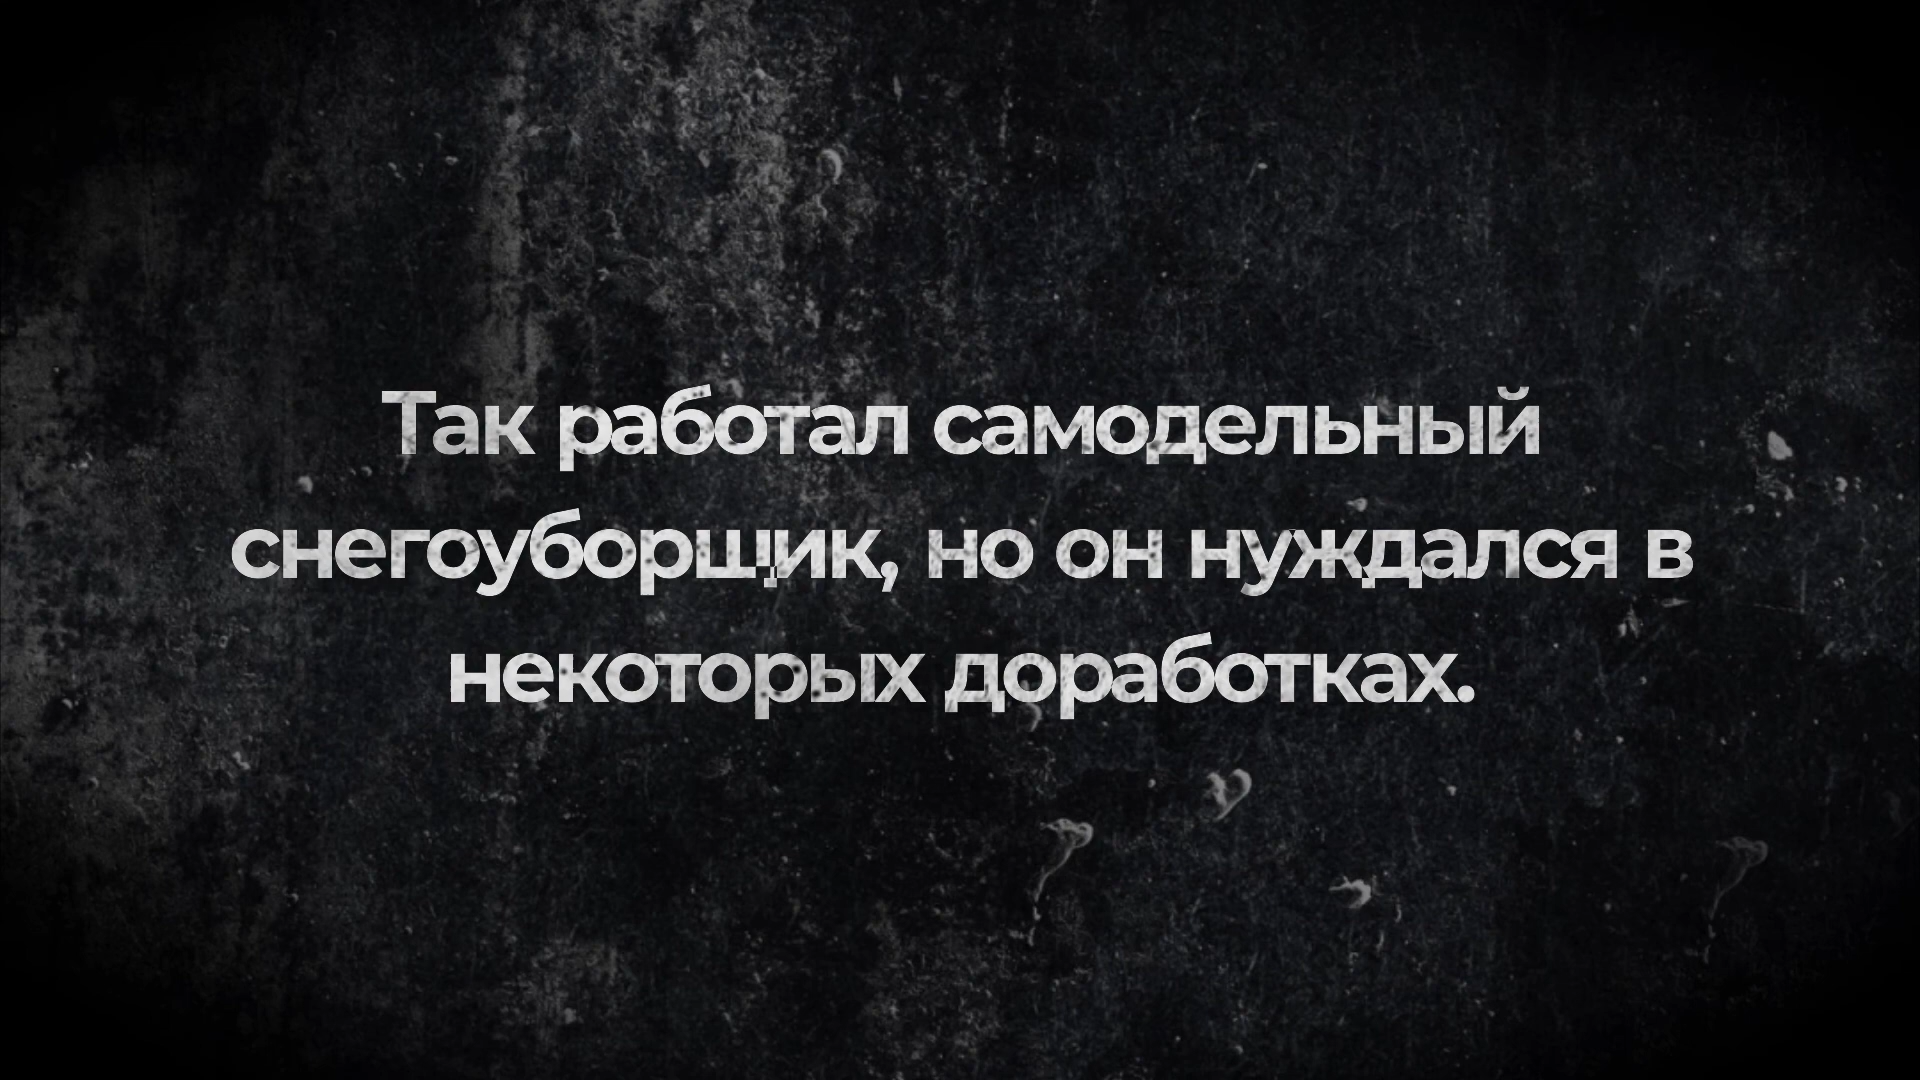 Так работал самодельный
снегоуборщик, но он нуждался в
некоторых доработках.